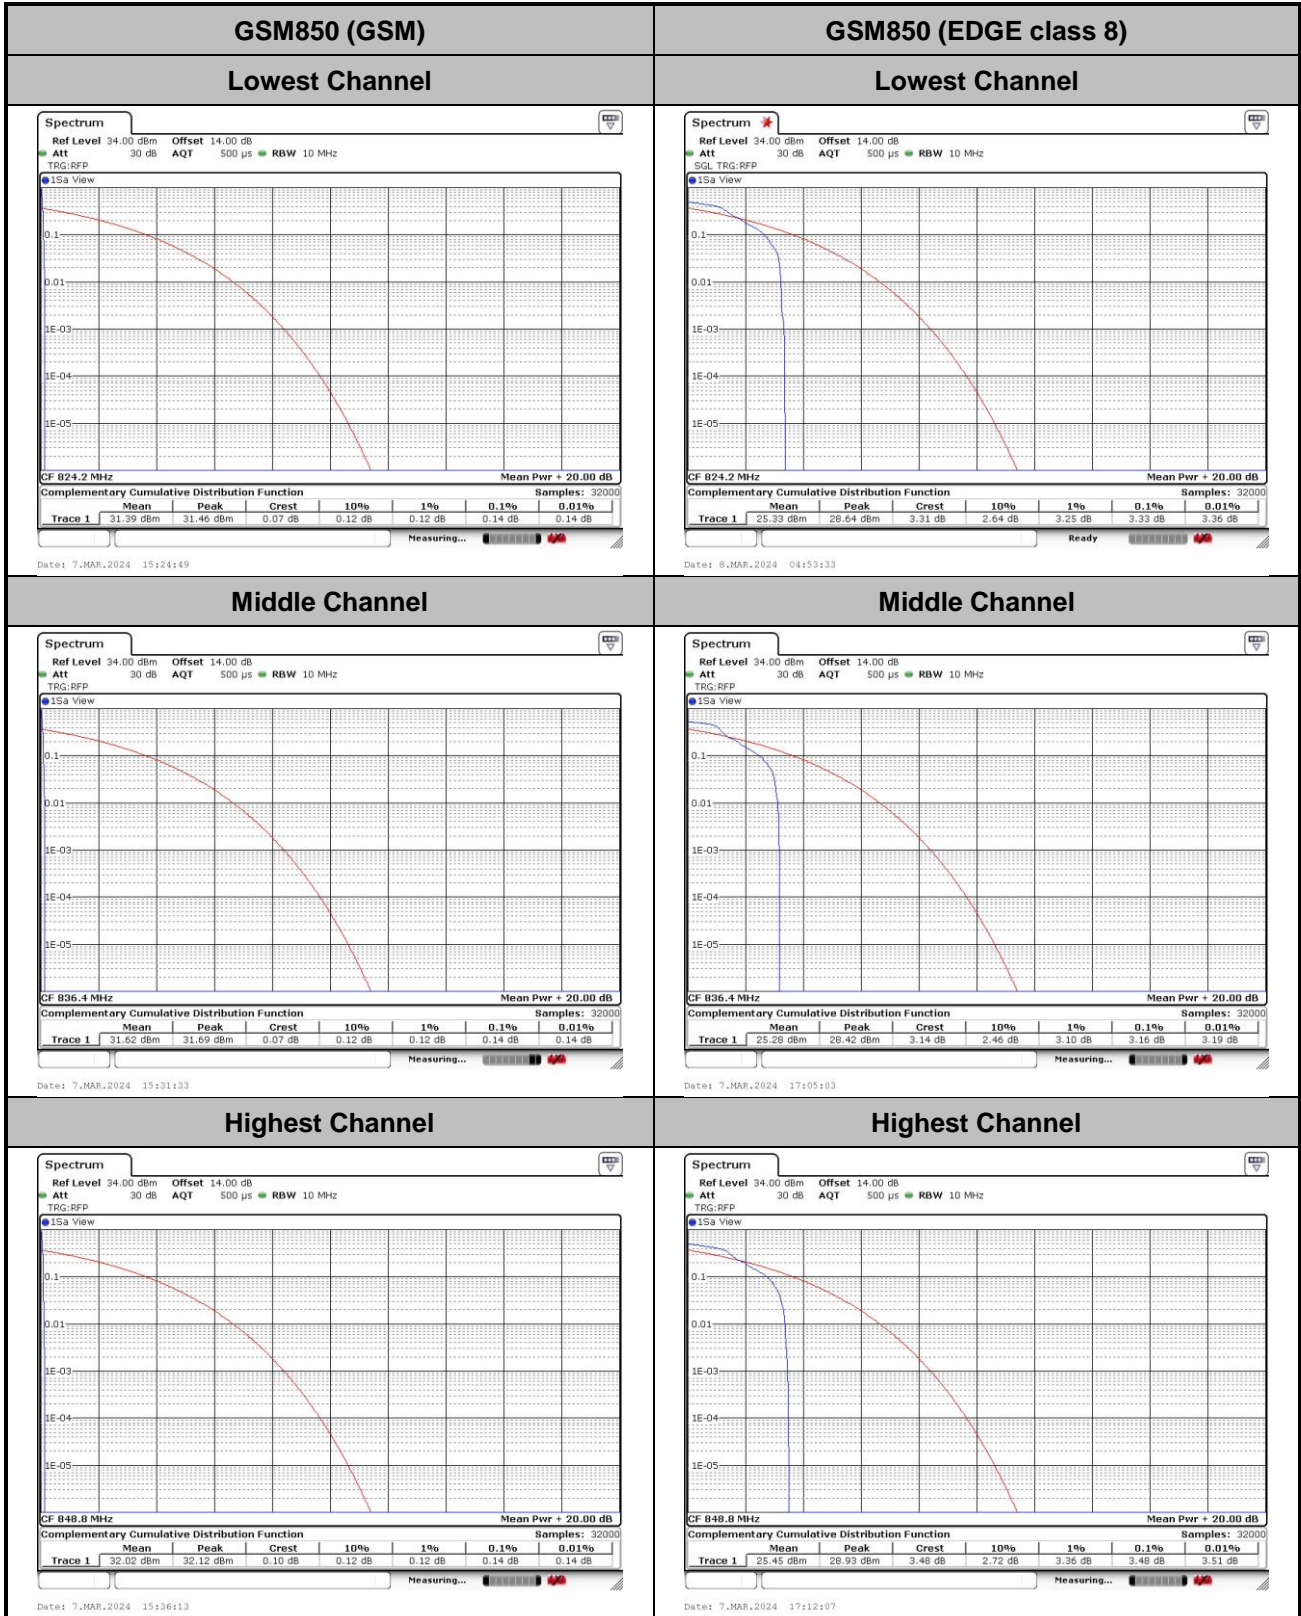 GSM850 (GSM)
GSM850 (EDGE class 8)
Lowest Channel
Lowest Channel
Spectrum
Ref Level 34.00 dBm Offset 14.00 dB
Att 30 dB AQT 500 µs RBW 10 MHz
TRG:RFP
1Sa View
0.1
0.01
1E-03
1E-04
1E-05
CF 824.2 MHz Mean Pwr + 20.00 dB
Complementary Cumulative Distribution Function Samples: 32000
Mean Peak Crest 10% 1% 0.1% 0.01%
Trace 1 31.39 dBm 31.46 dBm 0.07 dB 0.12 dB 0.12 dB 0.14 dB 0.14 dB
Measuring...
Date: 7.MAR.2024 15:24:49
Spectrum
Ref Level 34.00 dBm Offset 14.00 dB
Att 30 dB AQT 500 µs RBW 10 MHz
SGL TRG:RFP
1Sa View
0.1
0.01
1E-03
1E-04
1E-05
CF 824.2 MHz Mean Pwr + 20.00 dB
Complementary Cumulative Distribution Function Samples: 32000
Mean Peak Crest 10% 1% 0.1% 0.01%
Trace 1 25.33 dBm 28.64 dBm 3.31 dB 2.64 dB 3.25 dB 3.33 dB 3.36 dB
Ready
Date: 8.MAR.2024 04:53:33
Middle Channel
Middle Channel
Spectrum
Ref Level 34.00 dBm Offset 14.00 dB
Att 30 dB AQT 500 µs RBW 10 MHz
TRG:RFP
1Sa View
0.1
0.01
1E-03
1E-04
1E-05
CF 836.4 MHz Mean Pwr + 20.00 dB
Complementary Cumulative Distribution Function Samples: 32000
Mean Peak Crest 10% 1% 0.1% 0.01%
Trace 1 31.62 dBm 31.69 dBm 0.07 dB 0.12 dB 0.12 dB 0.14 dB 0.14 dB
Measuring...
Date: 7.MAR.2024 15:31:33
Spectrum
Ref Level 34.00 dBm Offset 14.00 dB
Att 30 dB AQT 500 µs RBW 10 MHz
TRG:RFP
1Sa View
0.1
0.01
1E-03
1E-04
1E-05
CF 836.4 MHz Mean Pwr + 20.00 dB
Complementary Cumulative Distribution Function Samples: 32000
Mean Peak Crest 10% 1% 0.1% 0.01%
Trace 1 25.28 dBm 28.42 dBm 3.14 dB 2.46 dB 3.10 dB 3.16 dB 3.19 dB
Measuring...
Date: 7.MAR.2024 17:05:03
Highest Channel
Highest Channel
Spectrum
Ref Level 34.00 dBm Offset 14.00 dB
Att 30 dB AQT 500 µs RBW 10 MHz
TRG:RFP
1Sa View
0.1
0.01
1E-03
1E-04
1E-05
CF 848.8 MHz Mean Pwr + 20.00 dB
Complementary Cumulative Distribution Function Samples: 32000
Mean Peak Crest 10% 1% 0.1% 0.01%
Trace 1 32.02 dBm 32.12 dBm 0.10 dB 0.12 dB 0.12 dB 0.14 dB 0.14 dB
Measuring...
Date: 7.MAR.2024 15:36:13
Spectrum
Ref Level 34.00 dBm Offset 14.00 dB
Att 30 dB AQT 500 µs RBW 10 MHz
TRG:RFP
1Sa View
0.1
0.01
1E-03
1E-04
1E-05
CF 848.8 MHz Mean Pwr + 20.00 dB
Complementary Cumulative Distribution Function Samples: 32000
Mean Peak Crest 10% 1% 0.1% 0.01%
Trace 1 25.45 dBm 28.93 dBm 3.48 dB 2.72 dB 3.36 dB 3.48 dB 3.51 dB
Measuring...
Date: 7.MAR.2024 17:12:07